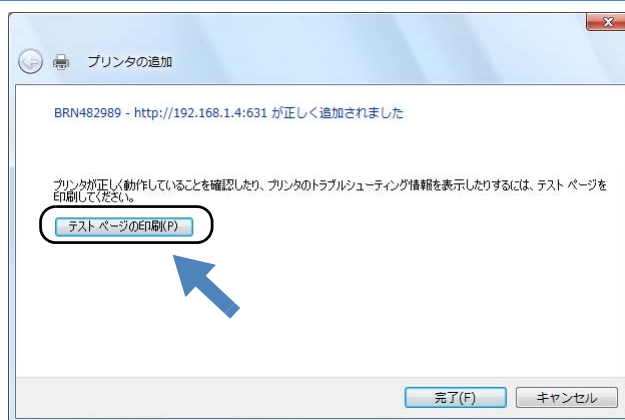 プリンタの追加
BRN482989 - http://192.168.1.4:631 が正しく追加されました
プリンタが正しく動作していることを確認したり、プリンタのトラブルシューティング情報を表示したりするには、テスト ページを
印刷してください。
テスト ページの印刷(P)
完了(F)
キャンセル